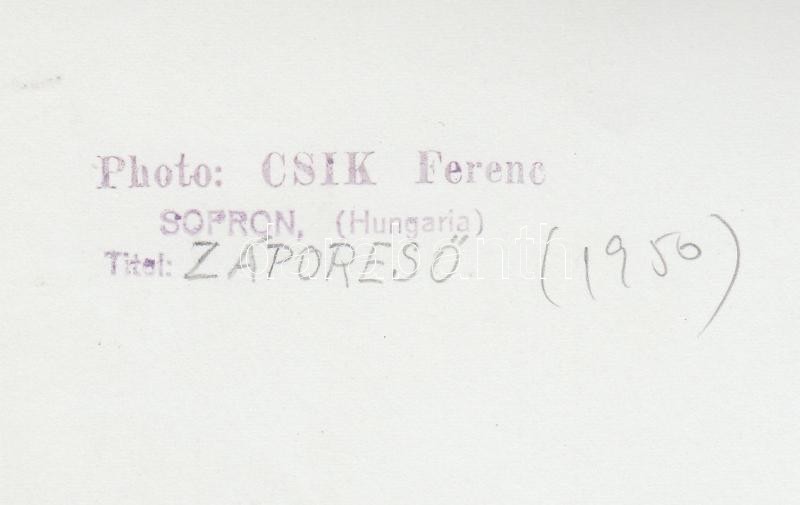 Photo: CSIK Ferenc
SOPRON, (Hungaria)
Titel: ZÁPORESŐ. (1950)